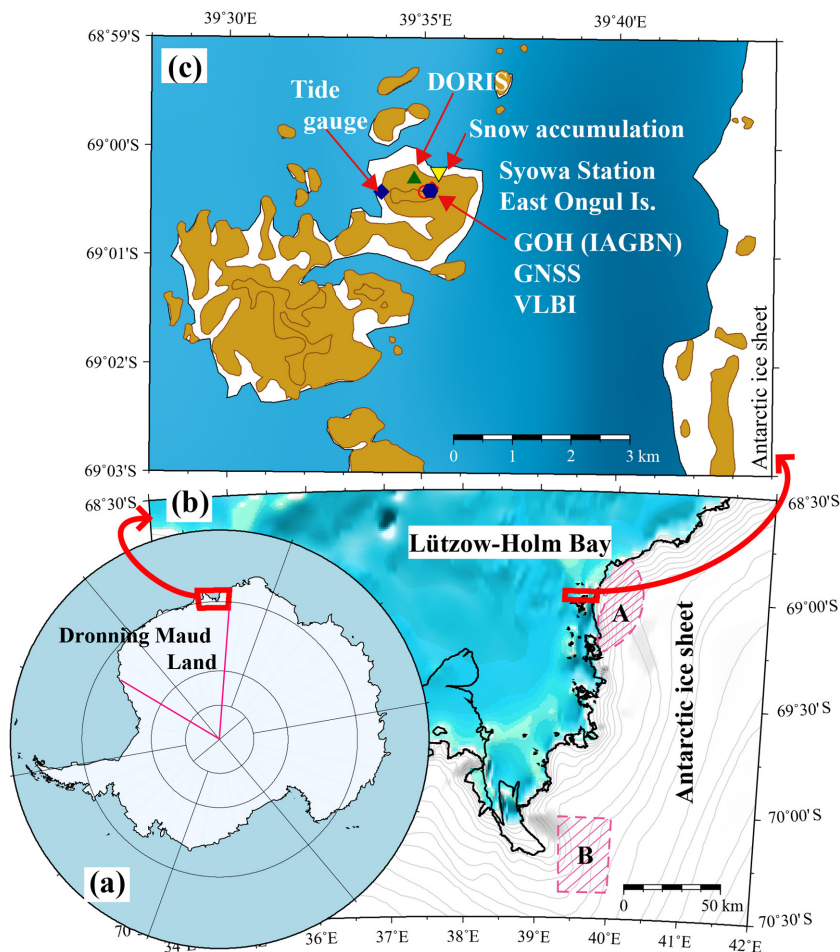 39°30'E
39°35'E
39°40'E
68°59'S
69°00'S
69°01'S
69°02'S
69°03'S
(c)
DORIS
Tide
gauge
Snow accumulation
Syowa Station
East Ongul Is.
GOH (IAGBN)
GNSS
VLBI
Antarctic ice sheet
0 1 2 3 km
68°30'S
(b)
68°30'S
Lützow-Holm Bay
69°00'S
A
Dronning Maud
Land
Antarctic ice sheet
69°30'S
70°00'S
B
0 50 km
(a)
70°30'S
36°E
37°E
38°E
39°E
40°E
41°E
42°E